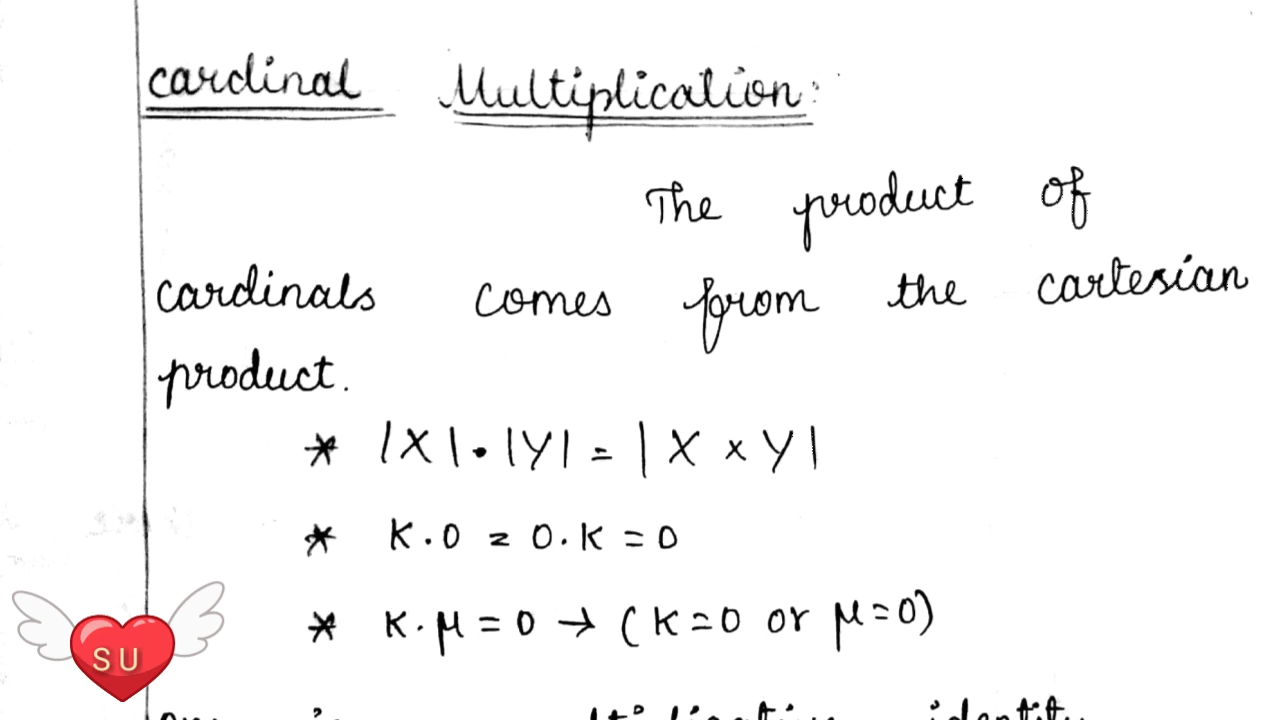 cardinal Multiplication:
The product of
cardinals comes from the cartesian
product.
* |X| • |Y| = | X × Y |
* K . 0 = 0 . K = 0
* K . μ = 0 → (K = 0 or μ = 0)
SU
identity